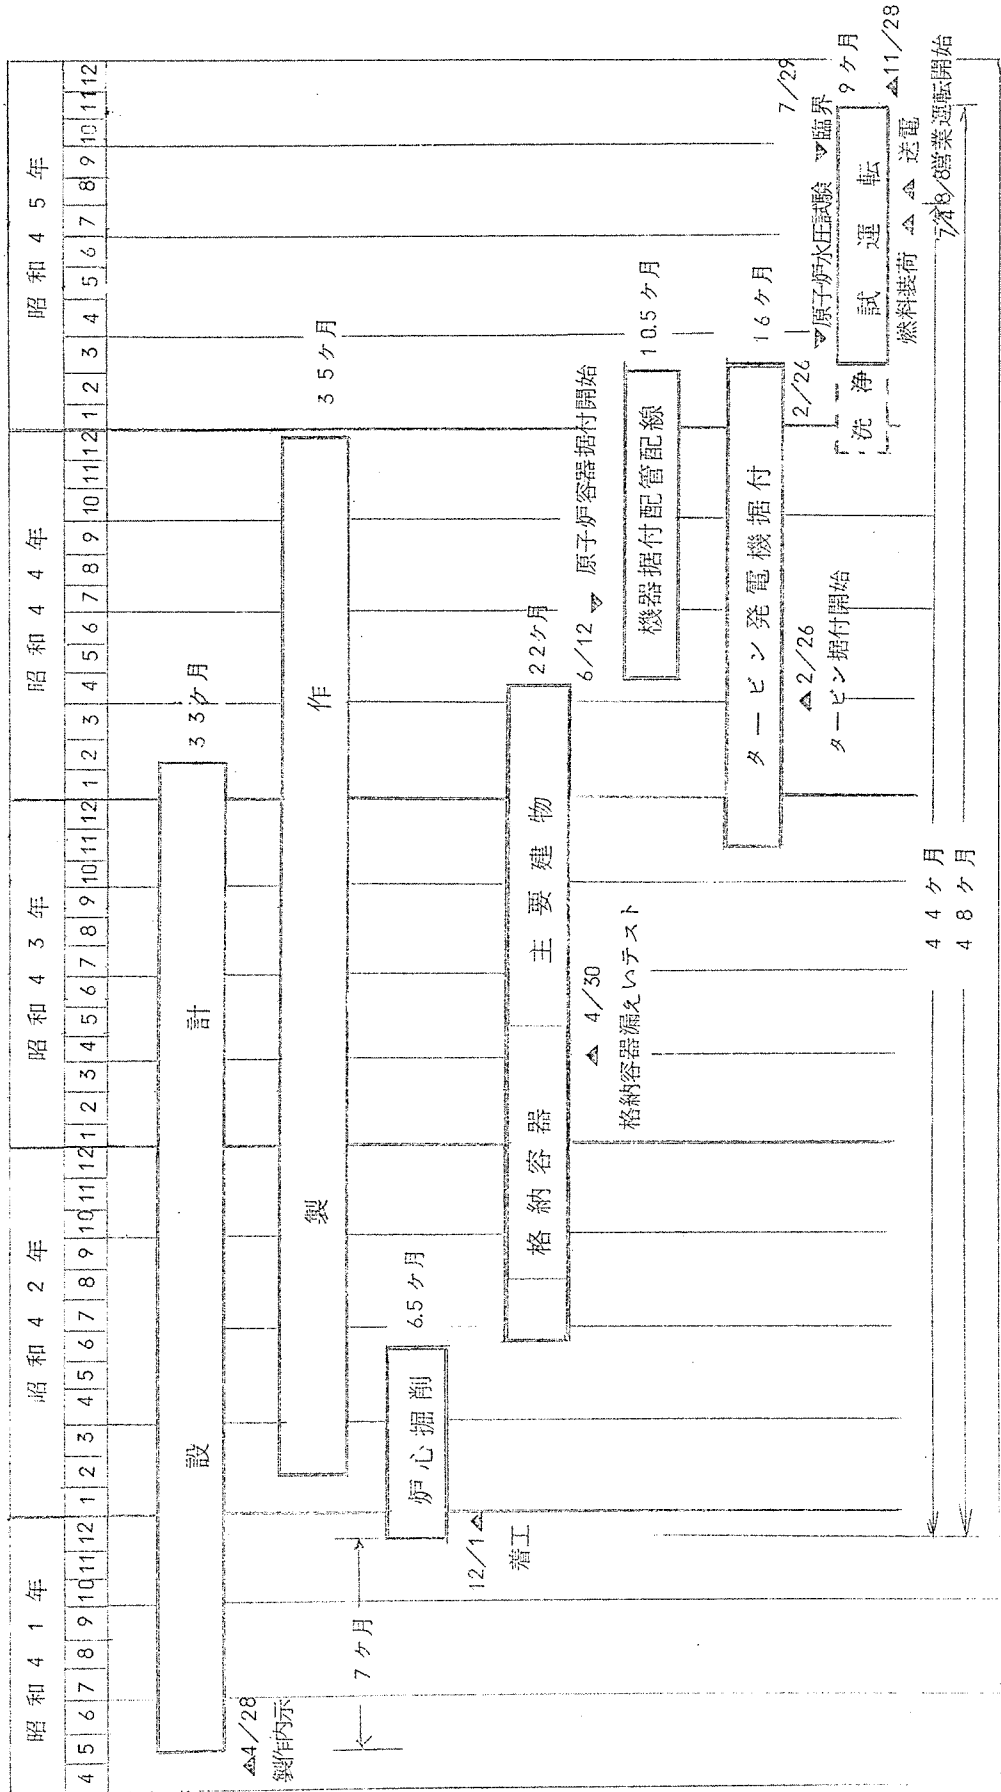 昭和41年 昭和42年 昭和43年 昭和44年 昭和45年
4 5 6 7 8 9 10 11 12 1 2 3 4 5 6 7 8 9 10 11 12 1 2 3 4 5 6 7 8 9 10 11 12 1 2 3 4 5 6 7 8 9 10 11 12 1 2 3 4 5 6 7 8 9 10 11 12
設計
33ヶ月
▲4/28
製作内示
製作
35ヶ月
7ヶ月
炉心掘削
6.5ヶ月
12/1▲
着工
格納容器 主要建物
22ヶ月
▲ 4/30
格納容器漏えいテスト
6/12 ▼ 原子炉容器据付開始
機器据付配管配線
10.5ヶ月
タービン発電機据付
16ヶ月
▲2/26
タービン据付開始
2/26
▼原子炉水圧試験
7/29
▼臨界
洗浄
試運転
9ヶ月
燃料装荷 ▲ ▲ 送電
▲11/28
7/4 8/8 営業運転開始
44ヶ月
48ヶ月